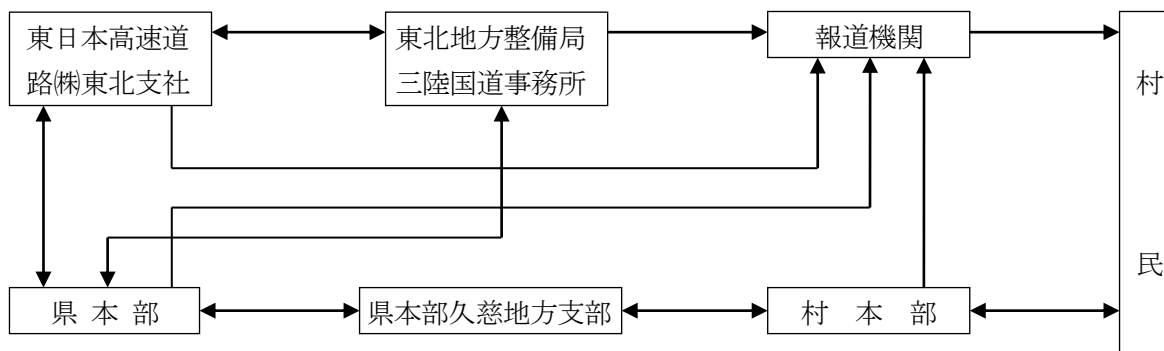 東日本高速道
路㈱東北支社
東北地方整備局
三陸国道事務所
報道機関
村民
県本部
県本部久慈地方支部
村本部